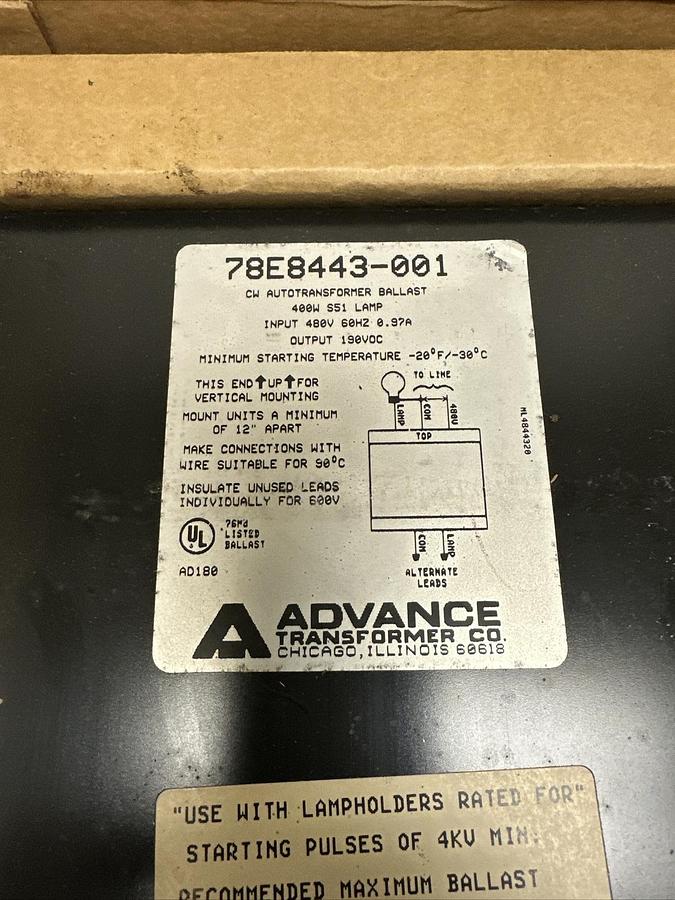 78E8443-001
CW AUTOTRANSFORMER BALLAST
400W S51 LAMP
INPUT 480V 60HZ 0.97A
OUTPUT 190VOC
MINIMUM STARTING TEMPERATURE -20°F/-30°C
THIS END↑UP↑FOR
VERTICAL MOUNTING
MOUNT UNITS A MINIMUM
OF 12" APART
MAKE CONNECTIONS WITH
WIRE SUITABLE FOR 90°C
INSULATE UNUSED LEADS
INDIVIDUALLY FOR 600V
UL
LISTED
BALLAST
AD180
TO LINE
LAMP
COM
480V
TOP
COM
LAMP
ALTERNATE
LEADS
ML4844320
A ADVANCE
TRANSFORMER CO.
CHICAGO, ILLINOIS 60618
"USE WITH LAMPHOLDERS RATED FOR"
STARTING PULSES OF 4KV MIN.
RECOMMENDED MAXIMUM BALLAST